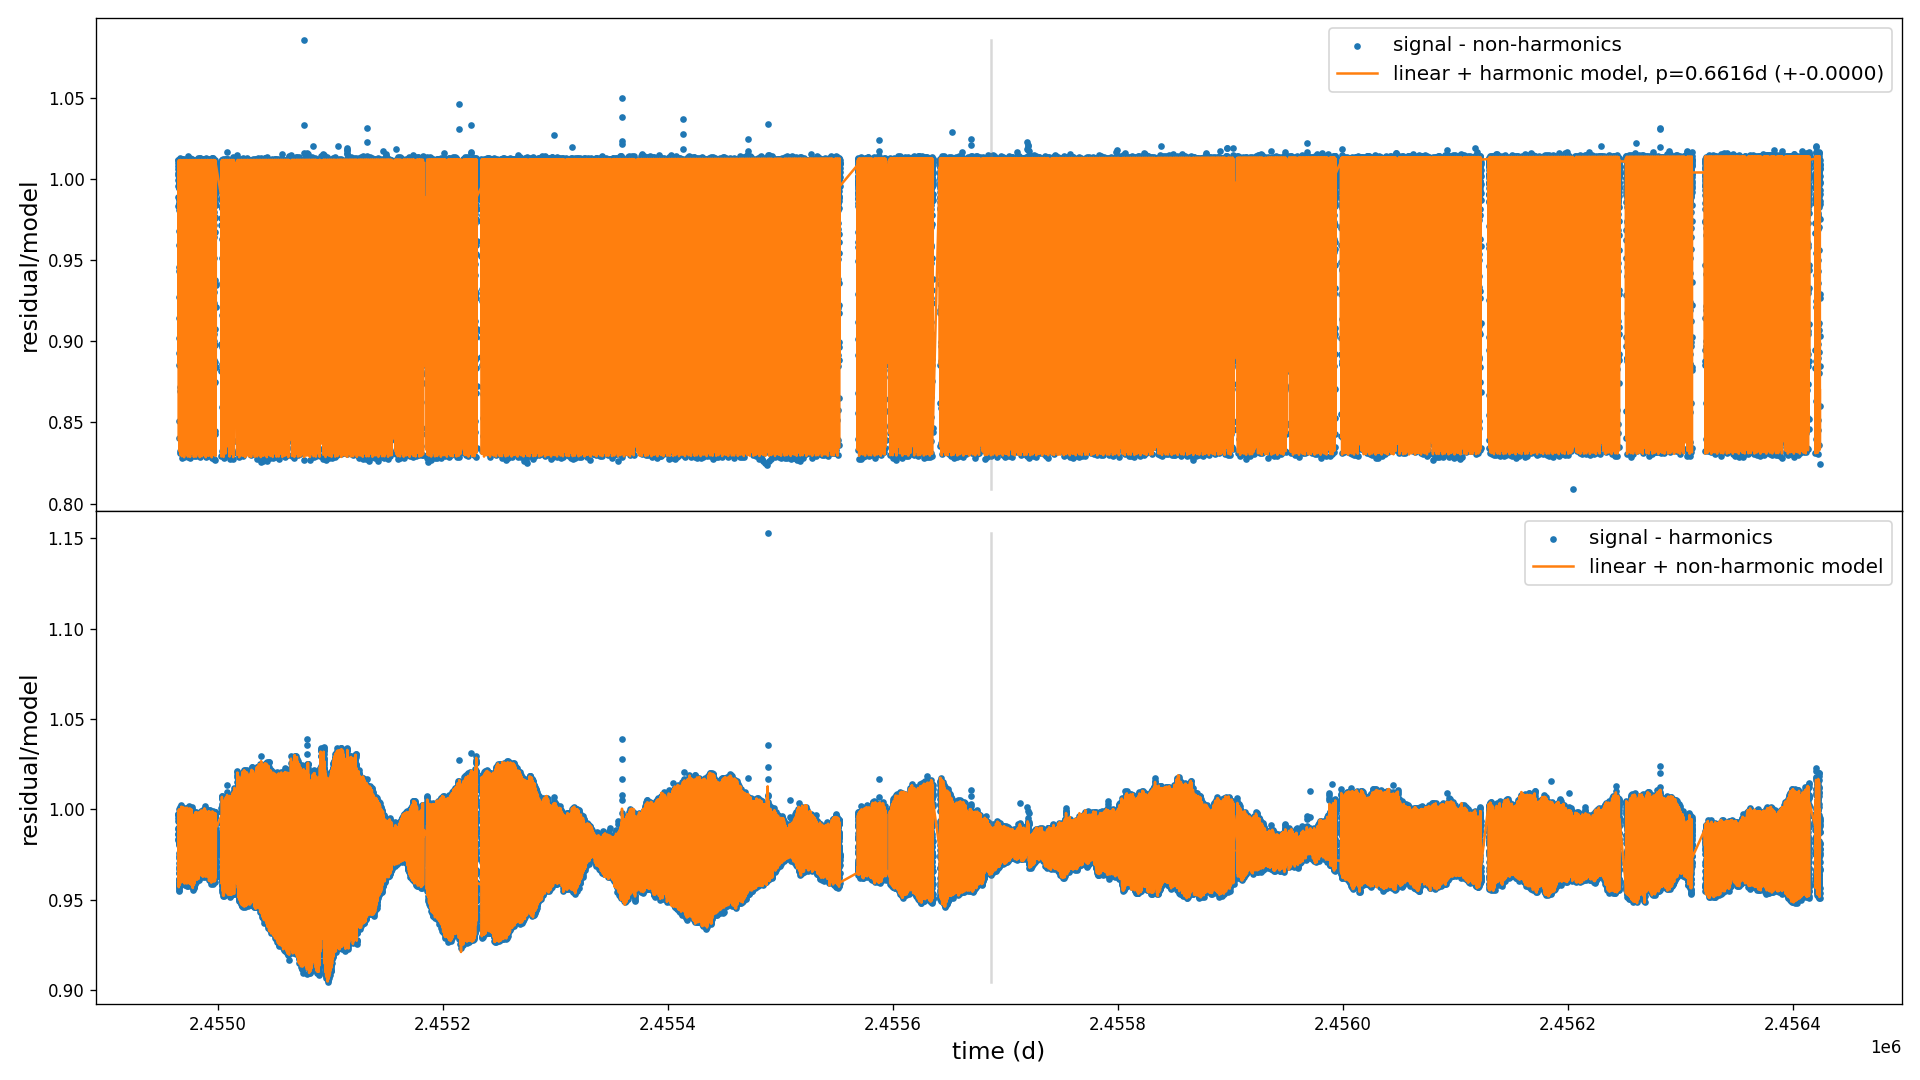 signal - non-harmonics
linear + harmonic model, p=0.6616d (+-0.0000)
residual/model
1.05
1.00
0.95
0.90
0.85
0.80
signal - harmonics
linear + non-harmonic model
residual/model
1.15
1.10
1.05
1.00
0.95
0.90
2.4550 2.4552 2.4554 2.4556 2.4558 2.4560 2.4562 2.4564
time (d)
1e6